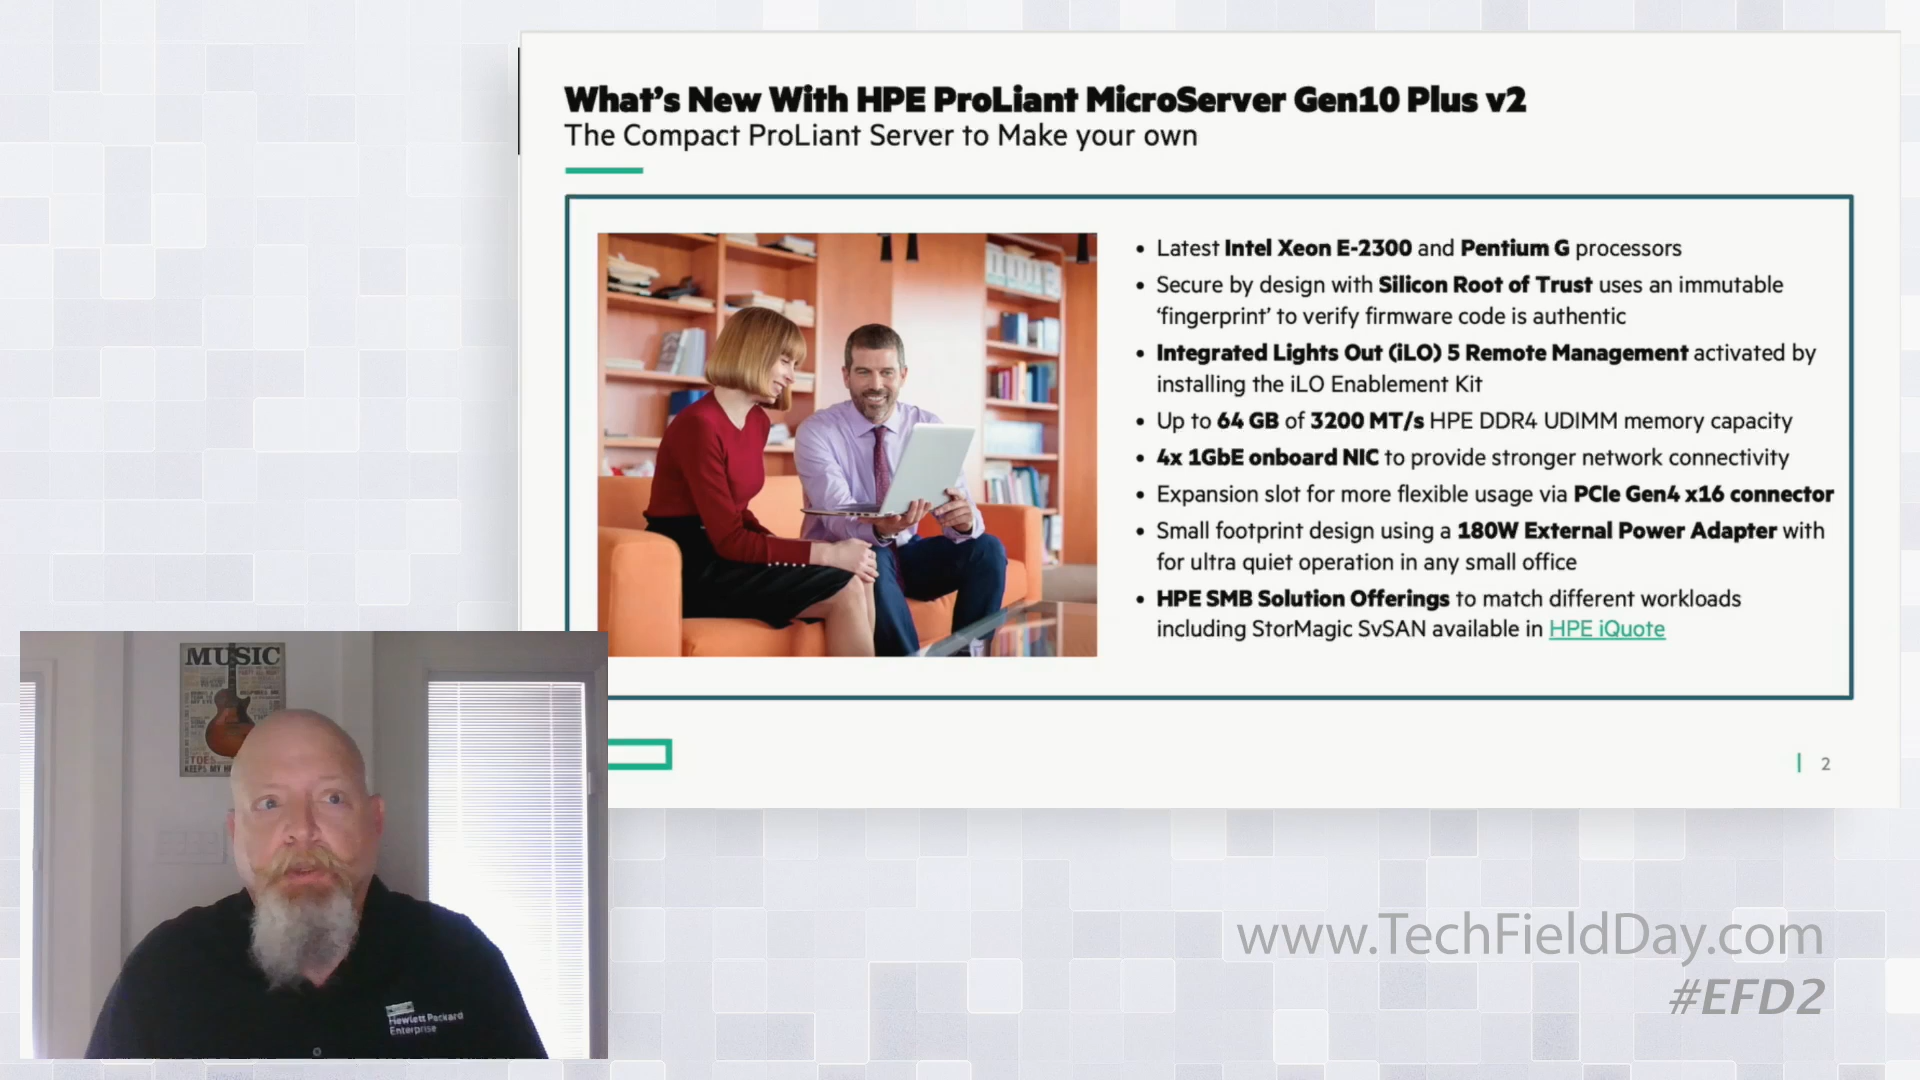 What's New With HPE ProLiant MicroServer Gen10 Plus v2
The Compact ProLiant Server to Make your own
• Latest Intel Xeon E-2300 and Pentium G processors
• Secure by design with Silicon Root of Trust uses an immutable
'fingerprint' to verify firmware code is authentic
• Integrated Lights Out (iLO) 5 Remote Management activated by
installing the iLO Enablement Kit
• Up to 64 GB of 3200 MT/s HPE DDR4 UDIMM memory capacity
• 4x 1GbE onboard NIC to provide stronger network connectivity
• Expansion slot for more flexible usage via PCIe Gen4 x16 connector
• Small footprint design using a 180W External Power Adapter with
for ultra quiet operation in any small office
• HPE SMB Solution Offerings to match different workloads
including StorMagic SvSAN available in HPE iQuote
2
MUSIC
TOES
KEEPS MY
Hewlett Packard
Enterprise
www.TechFieldDay.com
#EFD2